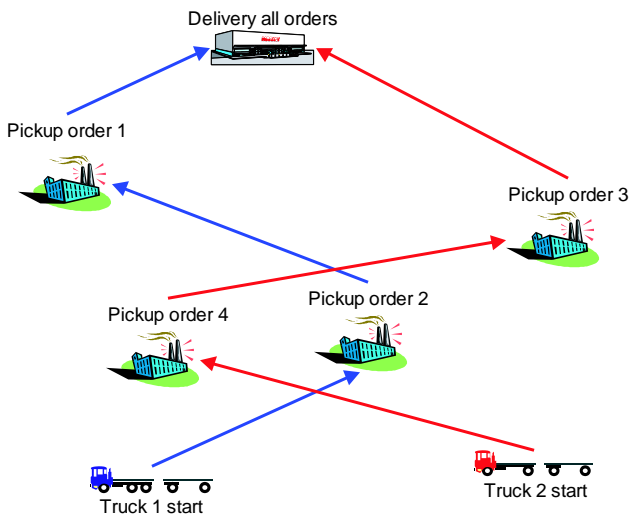 Delivery all orders
Pickup order 1
Pickup order 3
Pickup order 2
Pickup order 4
Truck 1 start
Truck 2 start